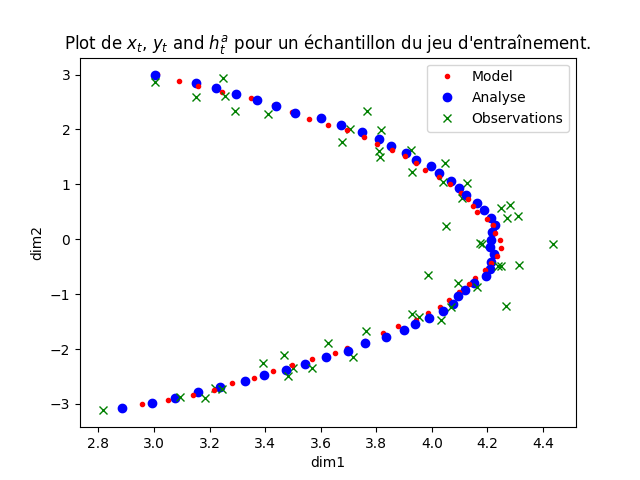 Plot de $x_t$, $y_t$ and $h_t^a$ pour un échantillon du jeu d'entraînement.
Model
Analyse
Observations
3
2
1
0
−1
−2
−3
dim2
2.8 3.0 3.2 3.4 3.6 3.8 4.0 4.2 4.4
dim1